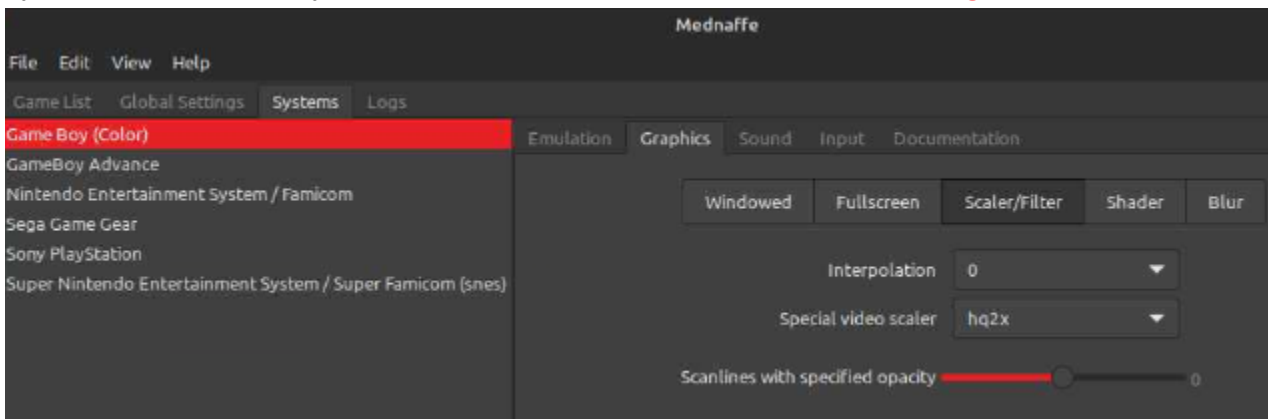 Mednaffe
File Edit View Help
Game List Global Settings Systems Logs
Game Boy (Color)
GameBoy Advance
Nintendo Entertainment System / Famicom
Sega Game Gear
Sony PlayStation
Super Nintendo Entertainment System / Super Famicom (snes)
Emulation Graphics Sound Input Documentation
Windowed Fullscreen Scaler/Filter Shader Blur
Interpolation 0
Special video scaler hq2x
Scanlines with specified opacity 0